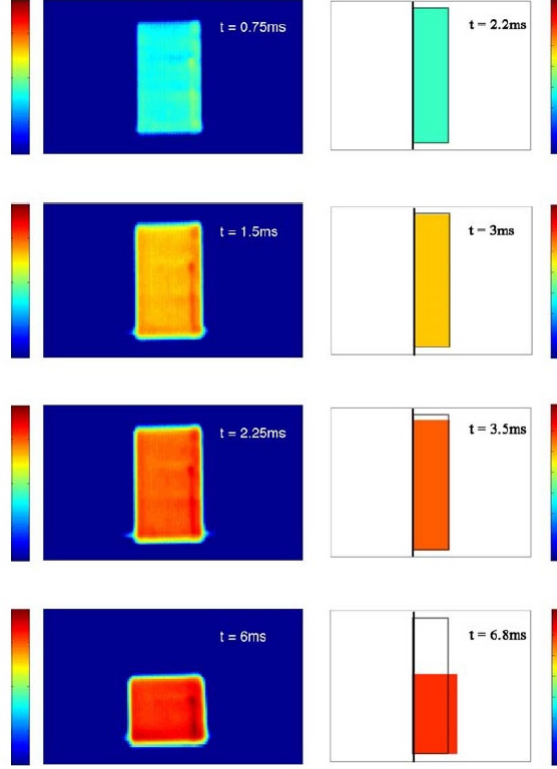 t = 0.75ms
t = 2.2ms
t = 1.5ms
t = 3ms
t = 2.25ms
t = 3.5ms
t = 6ms
t = 6.8ms